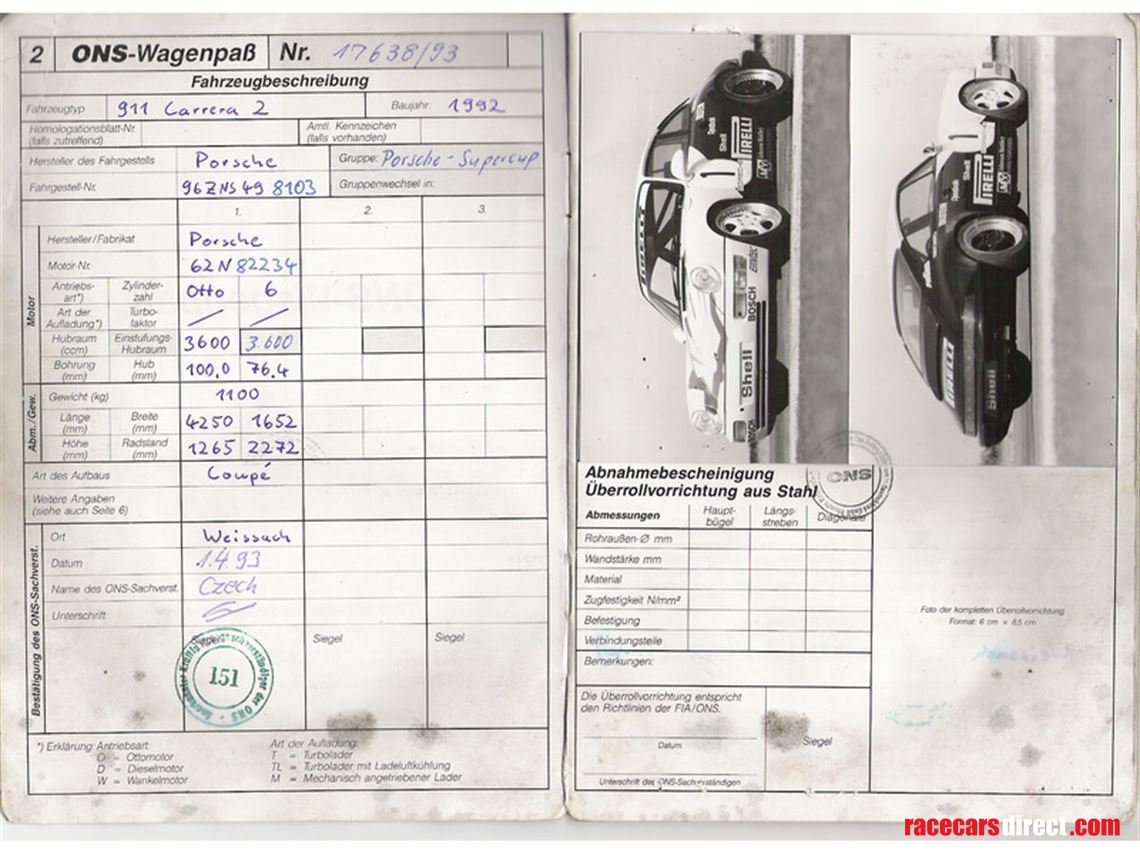 2 ONS-Wagenpaß Nr. 17638/93
Fahrzeugbeschreibung
Fahrzeugtyp 911 Carrera 2 Baujahr: 1992
Homologationsblatt-Nr. (falls zutreffend) Amtl. Kennzeichen (falls vorhanden)
Hersteller des Fahrgestells Porsche Gruppe: Porsche-Supercup
Fahrgestell-Nr. 96ZNS49 8103 Gruppenwechsel in:
1. 2. 3.
Motor
Hersteller/Fabrikat Porsche
Motor-Nr. 62N82234
Antriebsart*) Zylinderzahl Otto 6
Art der Aufladung*) Turbofaktor
Hubraum (ccm) Einstufungs-Hubraum 3600 3.600
Bohrung (mm) Hub (mm) 100,0 76.4
Abm./Gew.
Gewicht (kg) 1100
Länge (mm) Breite (mm) 4250 1652
Höhe (mm) Radstand (mm) 1265 2272
Art des Aufbaus Coupé
Weitere Angaben (siehe auch Seite 6)
Bestätigung des ONS-Sachverst.
Ort Weissach
Datum 1.4.93
Name des ONS-Sachverst. Czech
Unterschrift
Siegel Siegel
151
*) Erklärung: Antriebsart:
O = Ottomotor
D = Dieselmotor
W = Wankelmotor
Art der Aufladung:
T = Turbolader
TL = Turbolader mit Ladeluftkühlung
M = Mechanisch angetriebener Lader
PIRELLI
Shell
BOSCH
Shell
BOSCH
PIRELLI
Shell
PIRELLI
Shell
Abnahmebescheinigung
Überrollvorrichtung aus Stahl
ONS
Abmessungen Haupt-bügel Längs-streben Diagonale
Rohraußen-Ø mm
Wandstärke mm
Material
Zugfestigkeit N/mm²
Befestigung
Verbindungsteile
Bemerkungen:
Foto der kompletten Überrollvorrichtung
Format: 6 cm × 8,5 cm
Die Überrollvorrichtung entspricht
den Richtlinien der FIA/ONS.
Datum
Siegel
Unterschrift des ONS-Sachverständigen
racecarsdirect.com